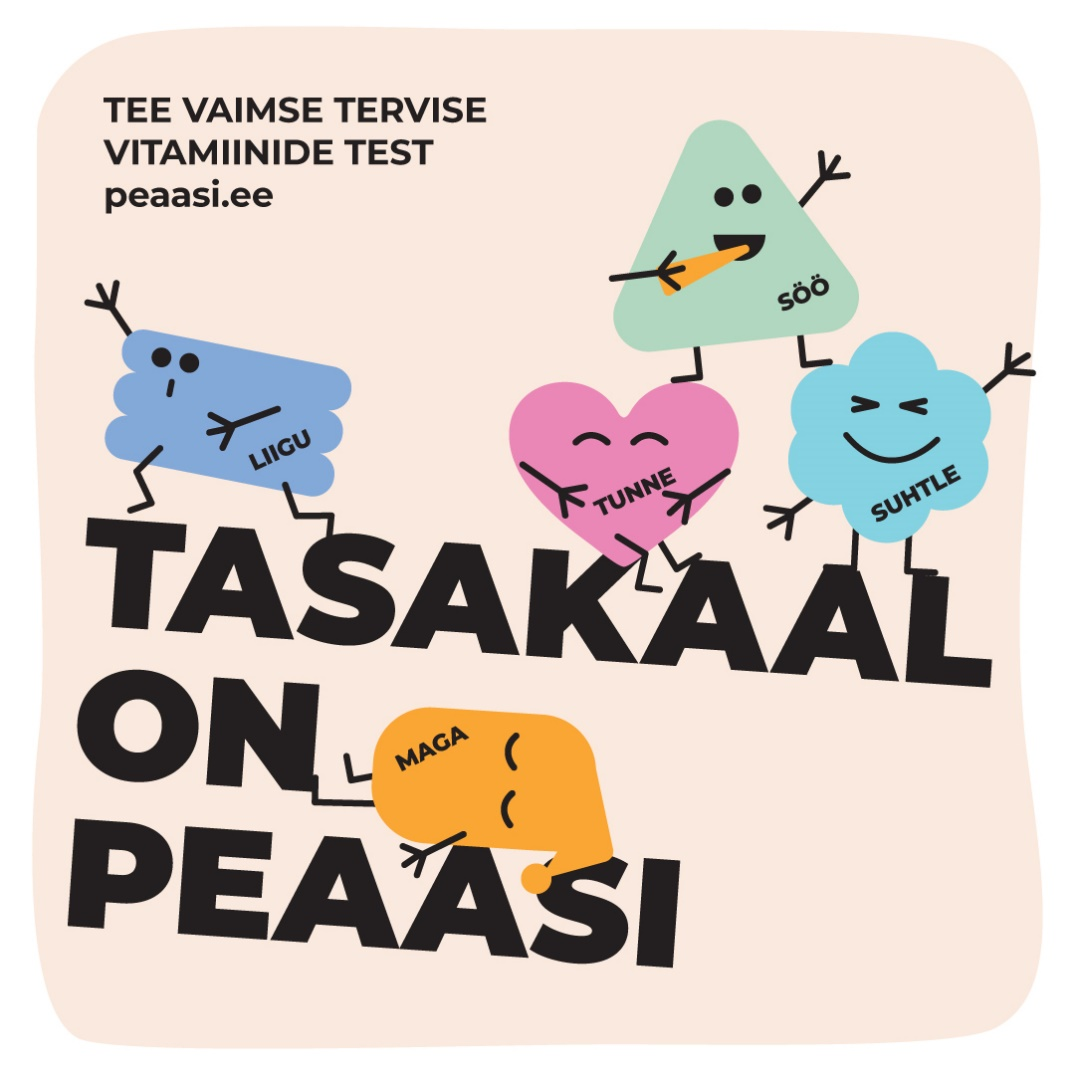 TEE VAIMSE TERVISE
VITAMIINIDE TEST
peaasi.ee
SÖÖ
LIIGU
TUNNE
SUHTLE
TASAKAAL
ON
MAGA
PEAASI